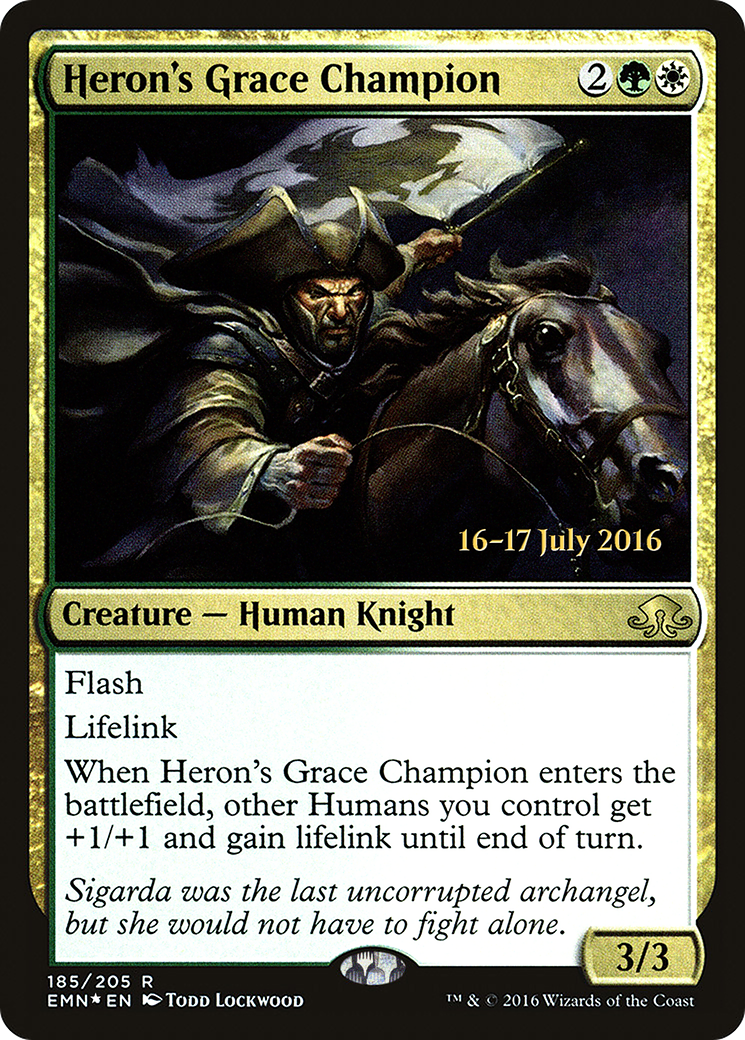 Heron's Grace Champion 2
16–17 July 2016
Creature — Human Knight
Flash
Lifelink
When Heron's Grace Champion enters the
battlefield, other Humans you control get
+1/+1 and gain lifelink until end of turn.
Sigarda was the last uncorrupted archangel,
but she would not have to fight alone.
3/3
185/205 R
EMN★EN Todd Lockwood
™ & © 2016 Wizards of the Coast